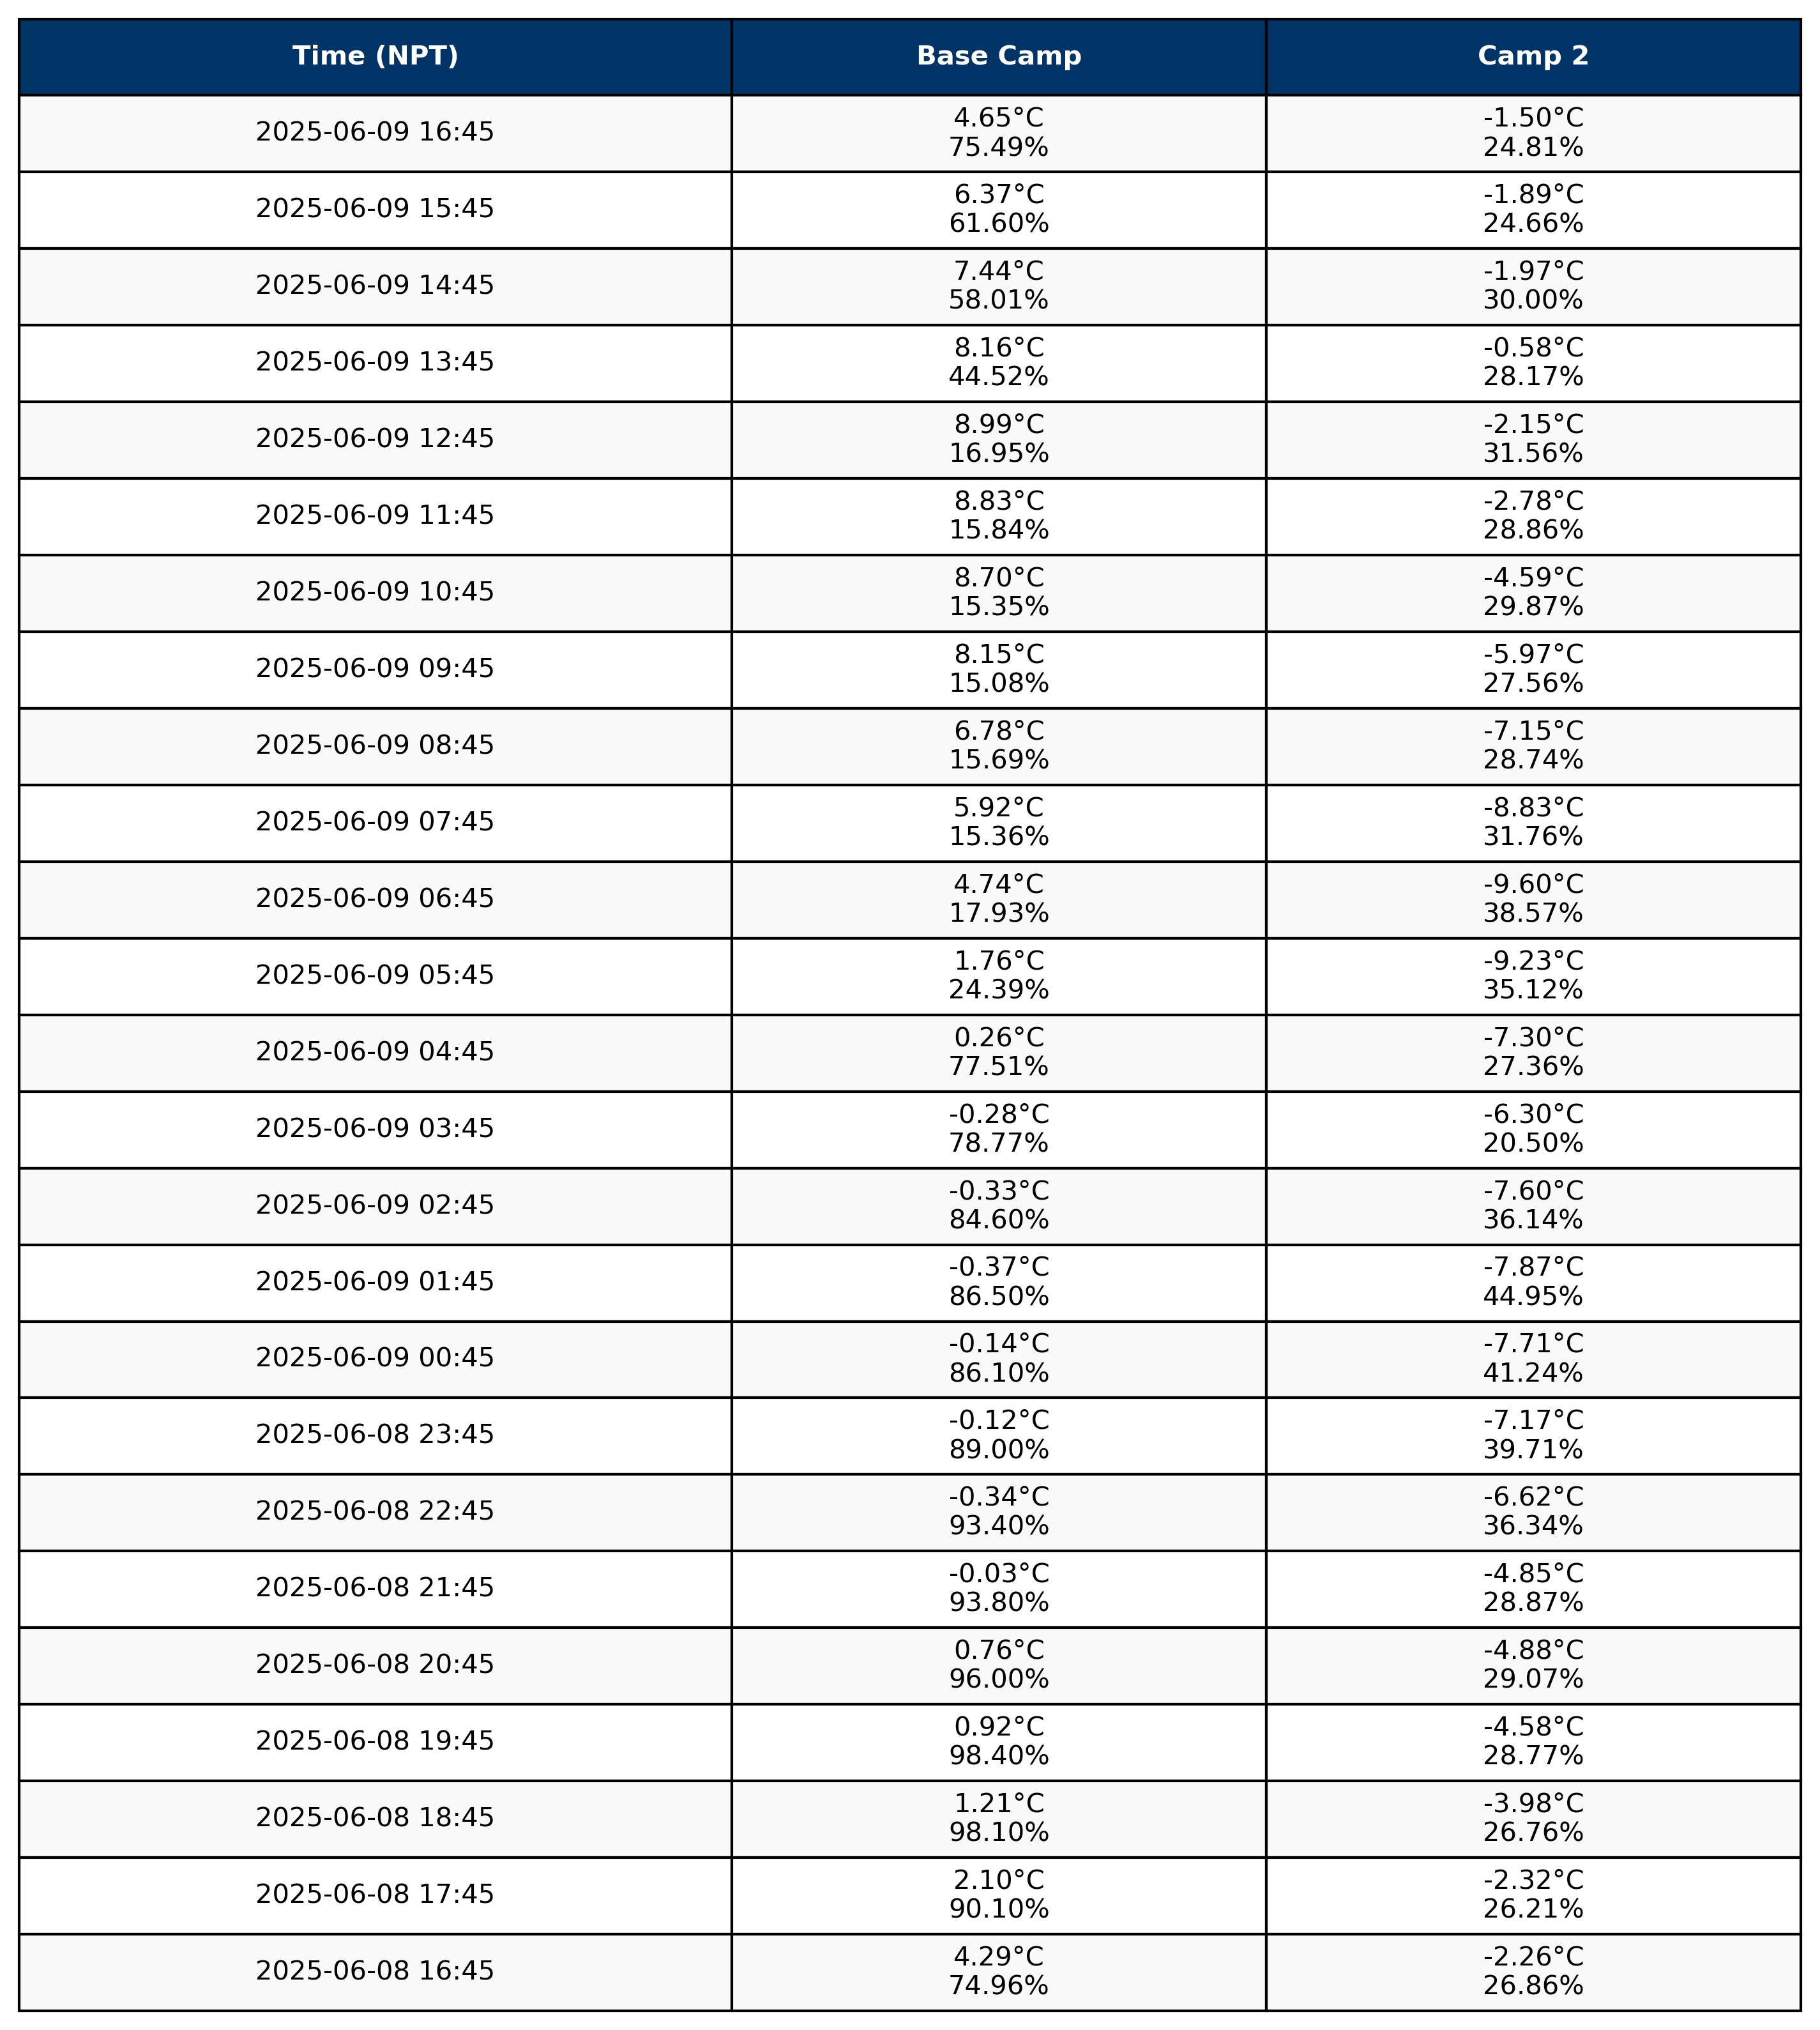 Time (NPT) Base Camp Camp 2
2025-06-09 16:45 4.65°C -1.50°C
75.49% 24.81%
2025-06-09 15:45 6.37°C -1.89°C
61.60% 24.66%
2025-06-09 14:45 7.44°C -1.97°C
58.01% 30.00%
2025-06-09 13:45 8.16°C -0.58°C
44.52% 28.17%
2025-06-09 12:45 8.99°C -2.15°C
16.95% 31.56%
2025-06-09 11:45 8.83°C -2.78°C
15.84% 28.86%
2025-06-09 10:45 8.70°C -4.59°C
15.35% 29.87%
2025-06-09 09:45 8.15°C -5.97°C
15.08% 27.56%
2025-06-09 08:45 6.78°C -7.15°C
15.69% 28.74%
2025-06-09 07:45 5.92°C -8.83°C
15.36% 31.76%
2025-06-09 06:45 4.74°C -9.60°C
17.93% 38.57%
2025-06-09 05:45 1.76°C -9.23°C
24.39% 35.12%
2025-06-09 04:45 0.26°C -7.30°C
77.51% 27.36%
2025-06-09 03:45 -0.28°C -6.30°C
78.77% 20.50%
2025-06-09 02:45 -0.33°C -7.60°C
84.60% 36.14%
2025-06-09 01:45 -0.37°C -7.87°C
86.50% 44.95%
2025-06-09 00:45 -0.14°C -7.71°C
86.10% 41.24%
2025-06-08 23:45 -0.12°C -7.17°C
89.00% 39.71%
2025-06-08 22:45 -0.34°C -6.62°C
93.40% 36.34%
2025-06-08 21:45 -0.03°C -4.85°C
93.80% 28.87%
2025-06-08 20:45 0.76°C -4.88°C
96.00% 29.07%
2025-06-08 19:45 0.92°C -4.58°C
98.40% 28.77%
2025-06-08 18:45 1.21°C -3.98°C
98.10% 26.76%
2025-06-08 17:45 2.10°C -2.32°C
90.10% 26.21%
2025-06-08 16:45 4.29°C -2.26°C
74.96% 26.86%